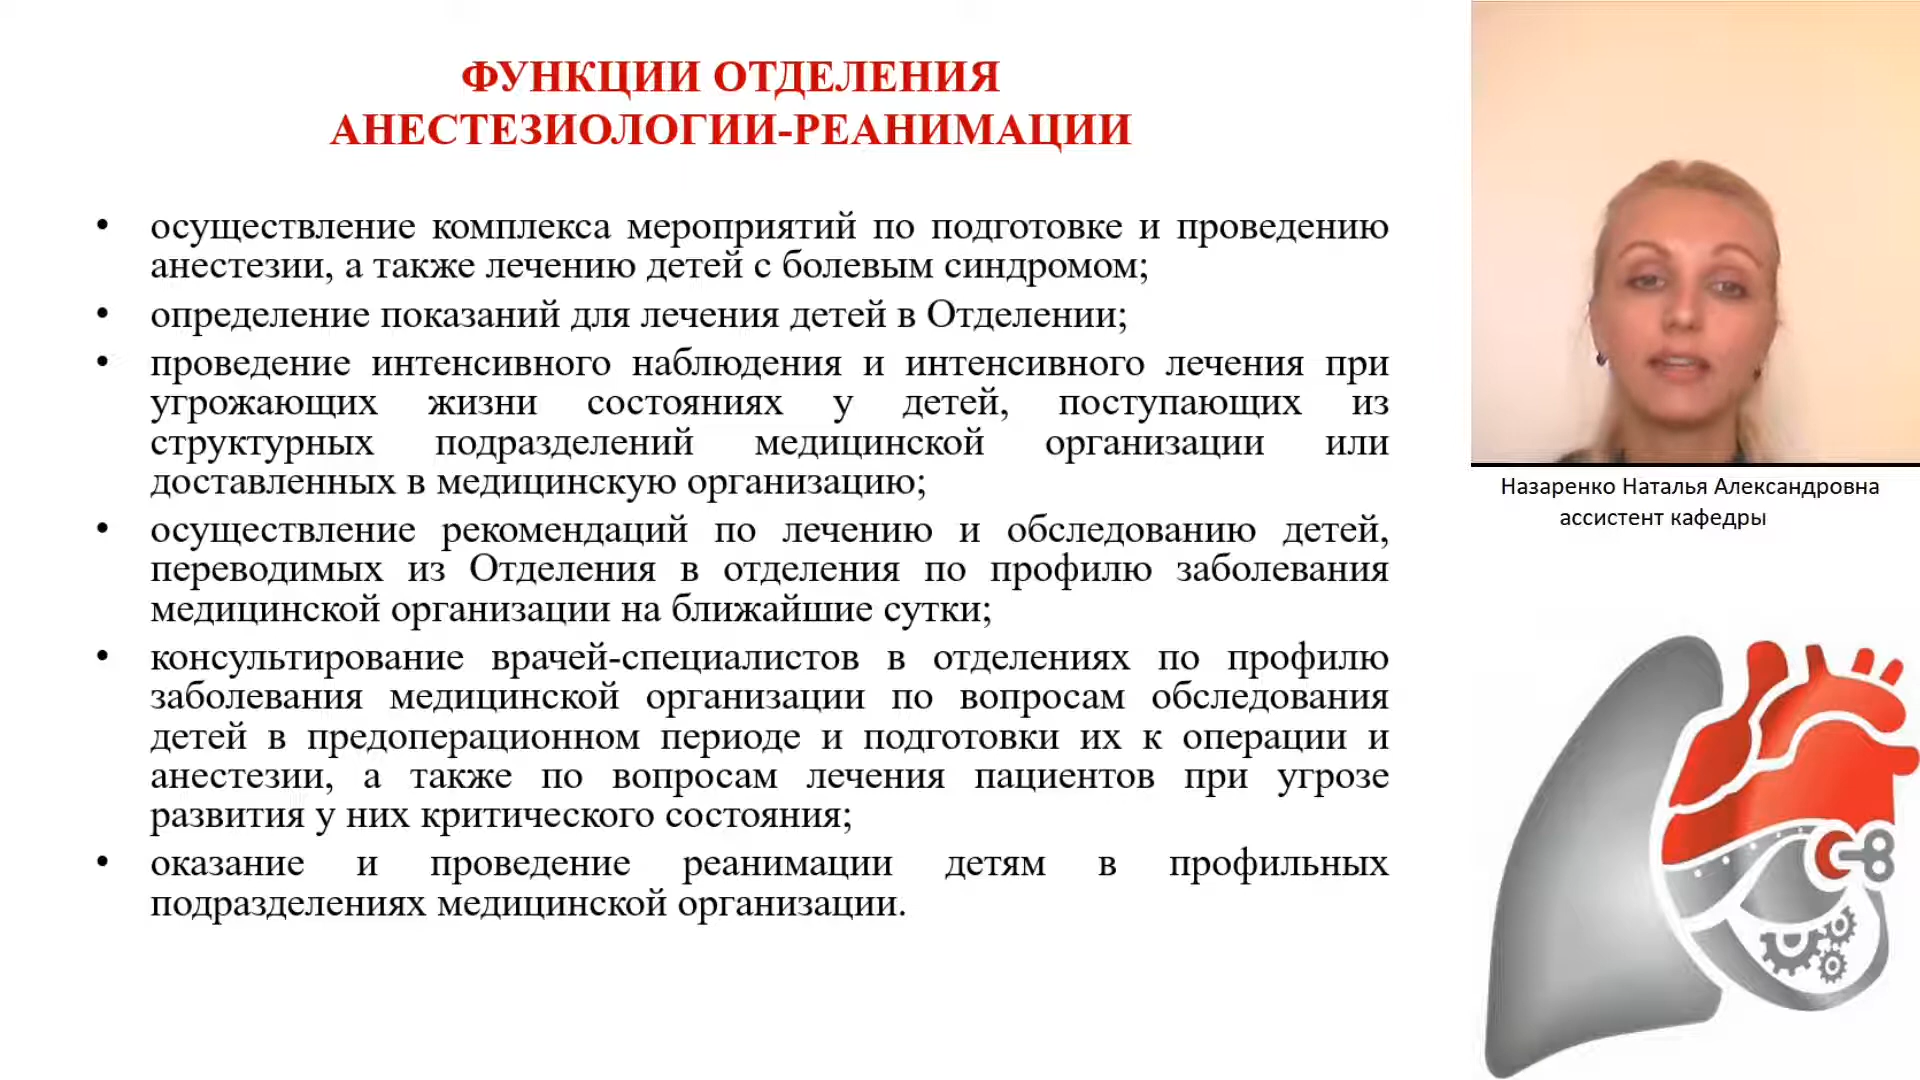 ФУНКЦИИ ОТДЕЛЕНИЯ
АНЕСТЕЗИОЛОГИИ-РЕАНИМАЦИИ
• осуществление комплекса мероприятий по подготовке и проведению
анестезии, а также лечению детей с болевым синдромом;
• определение показаний для лечения детей в Отделении;
• проведение интенсивного наблюдения и интенсивного лечения при
угрожающих жизни состояниях у детей, поступающих из
структурных подразделений медицинской организации или
доставленных в медицинскую организацию;
• осуществление рекомендаций по лечению и обследованию детей,
переводимых из Отделения в отделения по профилю заболевания
медицинской организации на ближайшие сутки;
• консультирование врачей-специалистов в отделениях по профилю
заболевания медицинской организации по вопросам обследования
детей в предоперационном периоде и подготовки их к операции и
анестезии, а также по вопросам лечения пациентов при угрозе
развития у них критического состояния;
• оказание и проведение реанимации детям в профильных
подразделениях медицинской организации.
Назаренко Наталья Александровна
ассистент кафедры